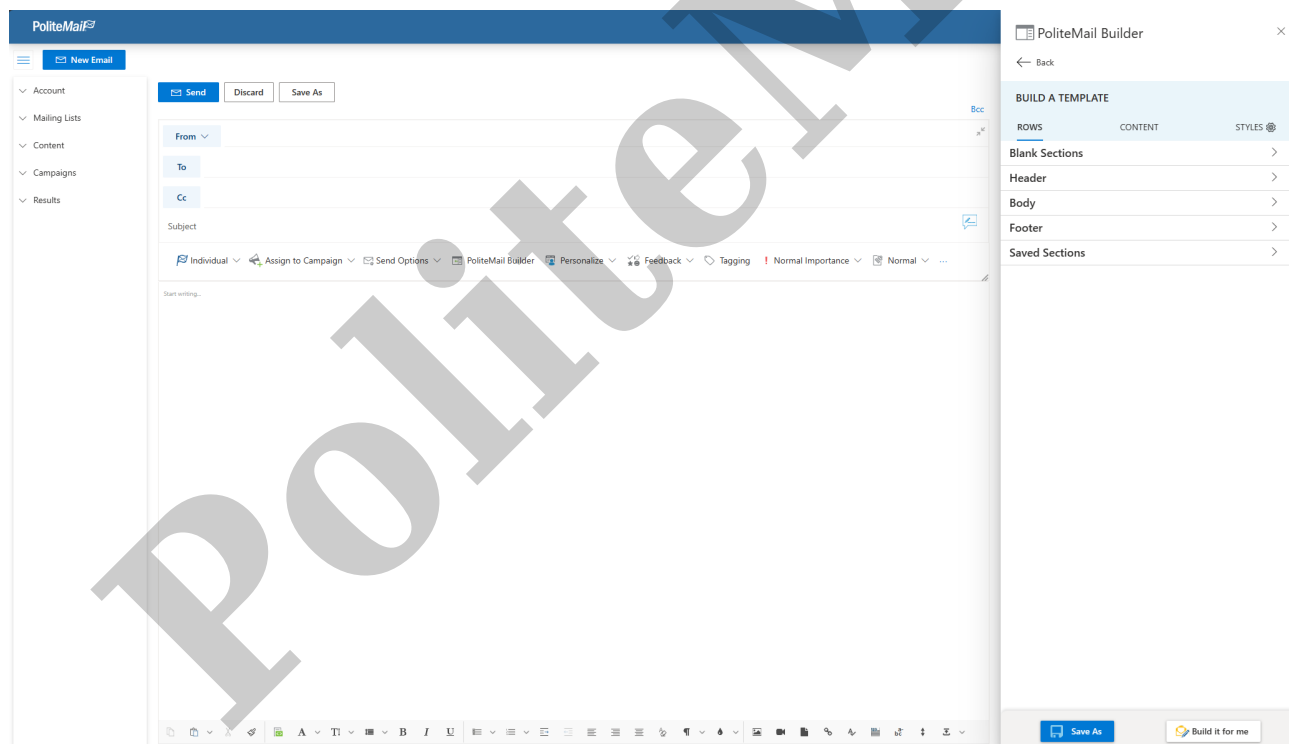 PoliteMail
New Email
Account
Mailing Lists
Content
Campaigns
Results
Send Discard Save As
Bcc
From
To
Cc
Subject
Individual Assign to Campaign Send Options PoliteMail Builder Personalize Feedback Tagging ! Normal Importance Normal ...
Start writing...
A TI B I U
PoliteMail Builder
Back
BUILD A TEMPLATE
ROWS CONTENT STYLES
Blank Sections
Header
Body
Footer
Saved Sections
Save As Build it for me
PoliteM